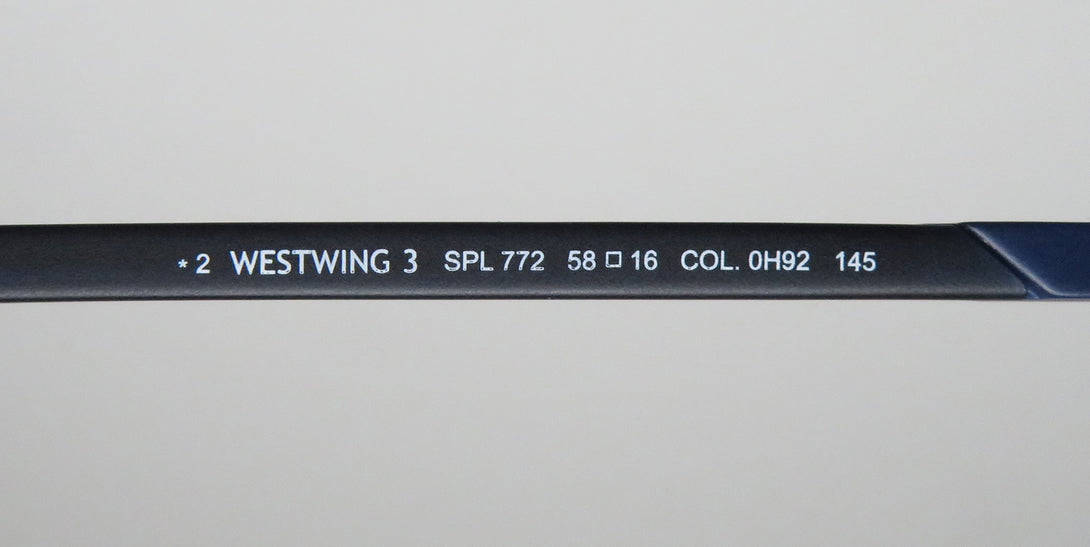 * 2 WESTWING 3 SPL 772 58 □ 16 COL. 0H92 145